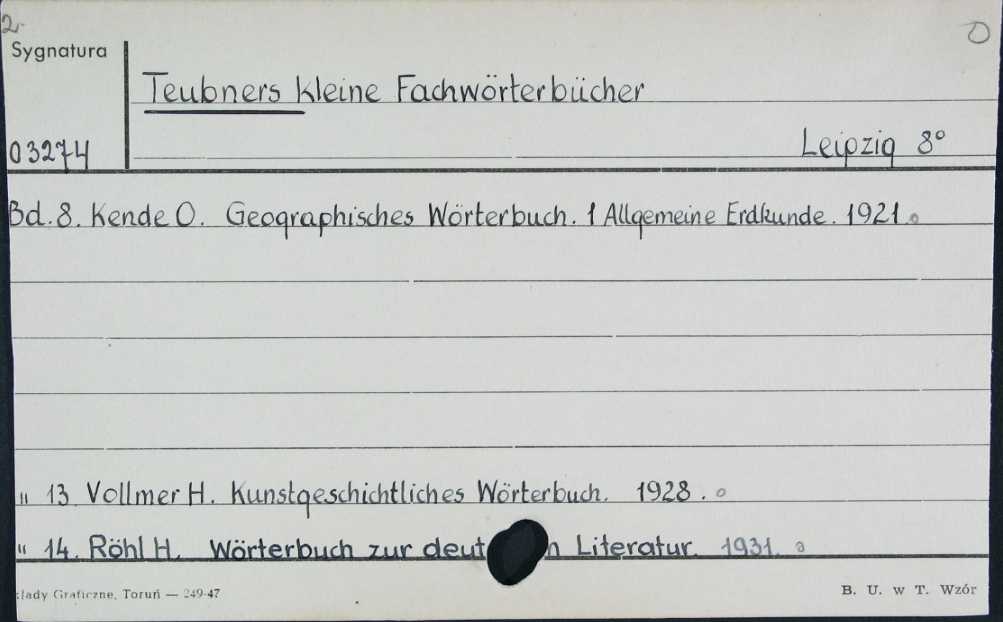 2.
Sygnatura
Teubners kleine Fachwörterbücher
03274
Leipzig 8°
Bd. 8. Kende O. Geographisches Wörterbuch. 1 Allgemeine Erdkunde. 1921.
" 13 Vollmer H. Kunstgeschichtliches Wörterbuch. 1928.
" 14. Röhl H. Wörterbuch zur deut n Literatur. 1931.
łady Graficzne, Toruń — 249-47
B. U. w T. Wzór